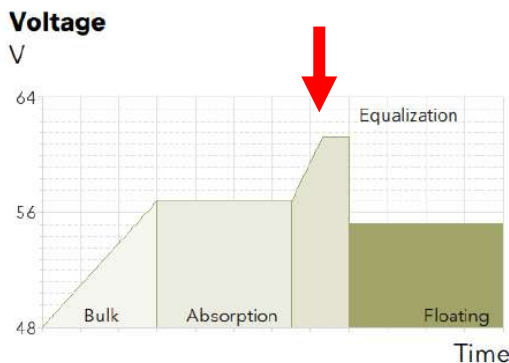 Voltage
V
64
Equalization
56
Bulk
Absorption
Floating
48
Time